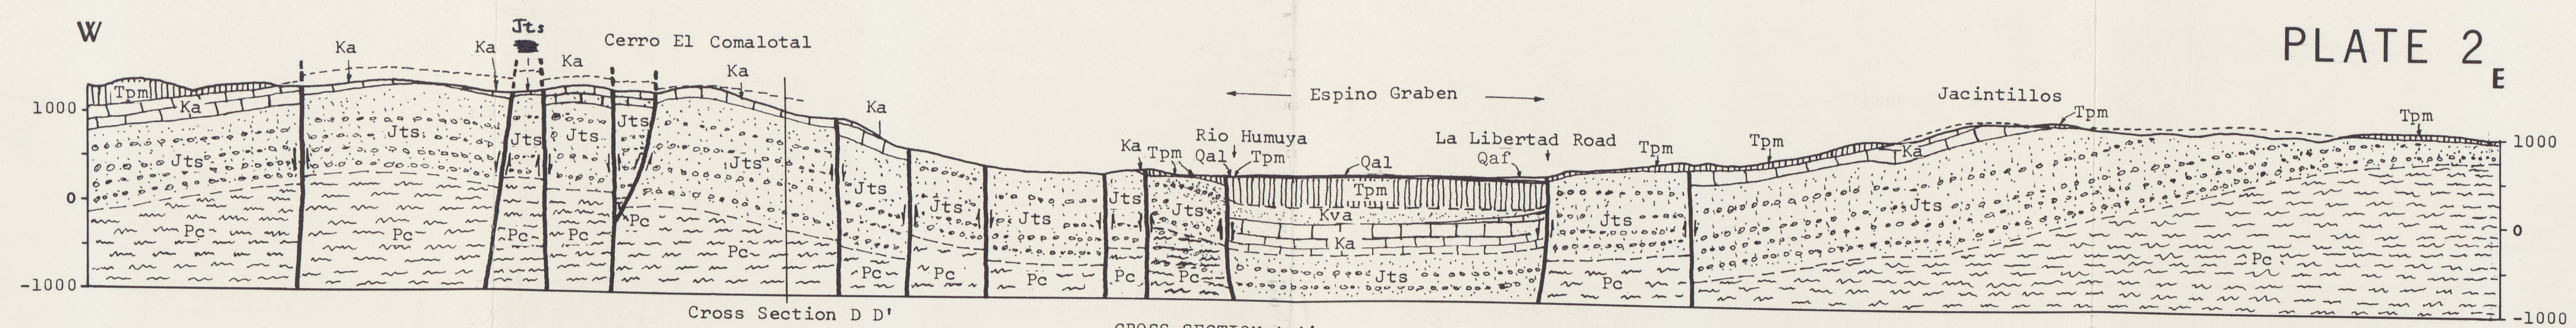 W
PLATE 2
E
Jts
Ka
Ka
Ka
Cerro El Comalotal
Ka
Ka
Espino Graben
Jacintillos
Tpm
Tpm
1000
1000
Tpm
Ka
Rio Humuya
La Libertad Road
Ka
Tpm
Qal
Tpm
Qal
Qaf
Tpm
Tpm
Ka
Jts
Jts
Jts
Jts
Jts
Jts
Jts
Jts
Jts
Jts
Jts
Tpm
Kva
Ka
Jts
Jts
Jts
0
0
Pc
Pc
Pc
Pc
Pc
Pc
Pc
Pc
Pc
Pc
Pc
Pc
Pc
-1000
-1000
Cross Section D D'